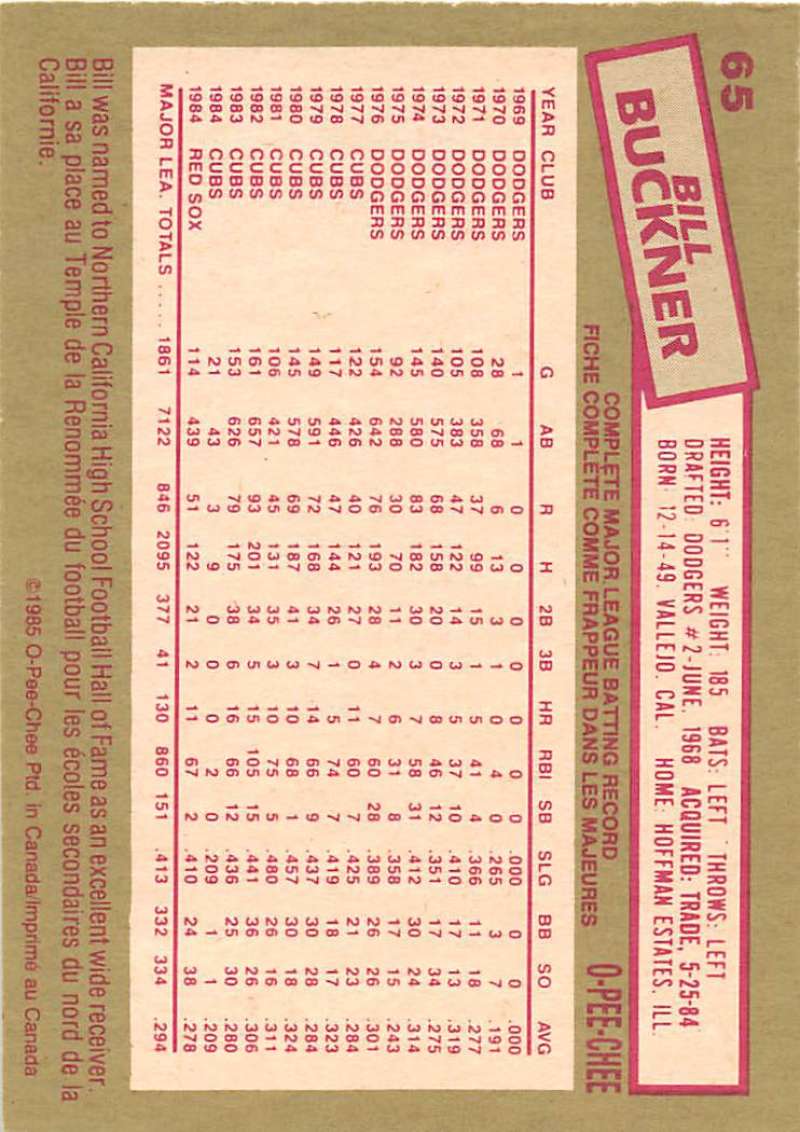 65
BILL
BUCKNER
HEIGHT: 6'1" WEIGHT: 185 BATS: LEFT THROWS: LEFT
DRAFTED: DODGERS #2-JUNE, 1968 ACQUIRED: TRADE, 5-25-84
BORN: 12-14-49, VALLEJO, CAL. HOME: HOFFMAN ESTATES, ILL.
COMPLETE MAJOR LEAGUE BATTING RECORD
FICHE COMPLÈTE COMME FRAPPEUR DANS LES MAJEURES
O-PEE-CHEE
YEAR CLUB G AB R H 2B 3B HR RBI SB SLG BB SO AVG
1969 DODGERS 1 1 0 0 0 0 0 0 0 .000 0 0 .000
1970 DODGERS 28 68 6 13 3 1 0 4 0 .265 3 7 .191
1971 DODGERS 108 358 37 99 15 1 5 41 4 .366 11 18 .277
1972 DODGERS 105 383 47 122 14 3 5 37 10 .410 17 13 .319
1973 DODGERS 140 575 68 158 20 0 8 46 12 .351 17 34 .275
1974 DODGERS 145 580 83 182 30 3 7 58 31 .412 30 24 .314
1975 DODGERS 92 288 30 70 11 2 6 31 8 .358 17 15 .243
1976 DODGERS 154 642 76 193 28 4 7 60 28 .389 26 26 .301
1977 CUBS 122 426 40 121 27 0 11 60 7 .425 21 23 .284
1978 CUBS 117 446 47 144 26 1 5 74 7 .419 18 17 .323
1979 CUBS 149 591 72 168 34 7 14 66 9 .437 30 28 .284
1980 CUBS 145 578 69 187 41 3 10 68 1 .457 30 18 .324
1981 CUBS 106 421 45 131 35 3 10 75 5 .480 26 16 .311
1982 CUBS 161 657 93 201 34 5 15 105 15 .441 36 26 .306
1983 CUBS 153 626 79 175 38 6 16 66 12 .436 25 30 .280
1984 CUBS 21 43 3 9 0 0 0 2 0 .209 1 1 .209
1984 RED SOX 114 439 51 122 21 2 11 67 2 .410 24 38 .278
MAJOR LEA. TOTALS ..... 1861 7122 846 2095 377 41 130 860 151 .413 332 334 .294
Bill was named to Northern California High School Football Hall of Fame as an excellent wide receiver.
Bill a sa place au Temple de la Renommée du football pour les écoles secondaires du nord de la
Californie.
©1985 O-Pee-Chee Ptd. in Canada/Imprimé au Canada